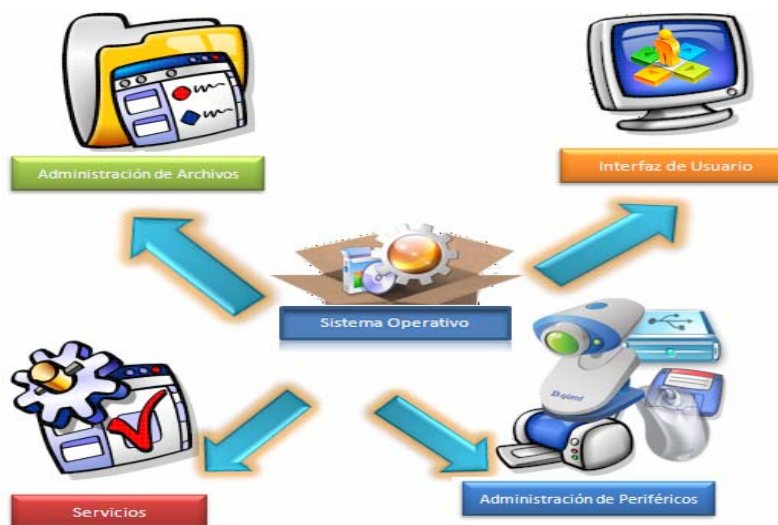 Administración de Archivos
Interfaz de Usuario
Sistema Operativo
Servicios
Administración de Periféricos